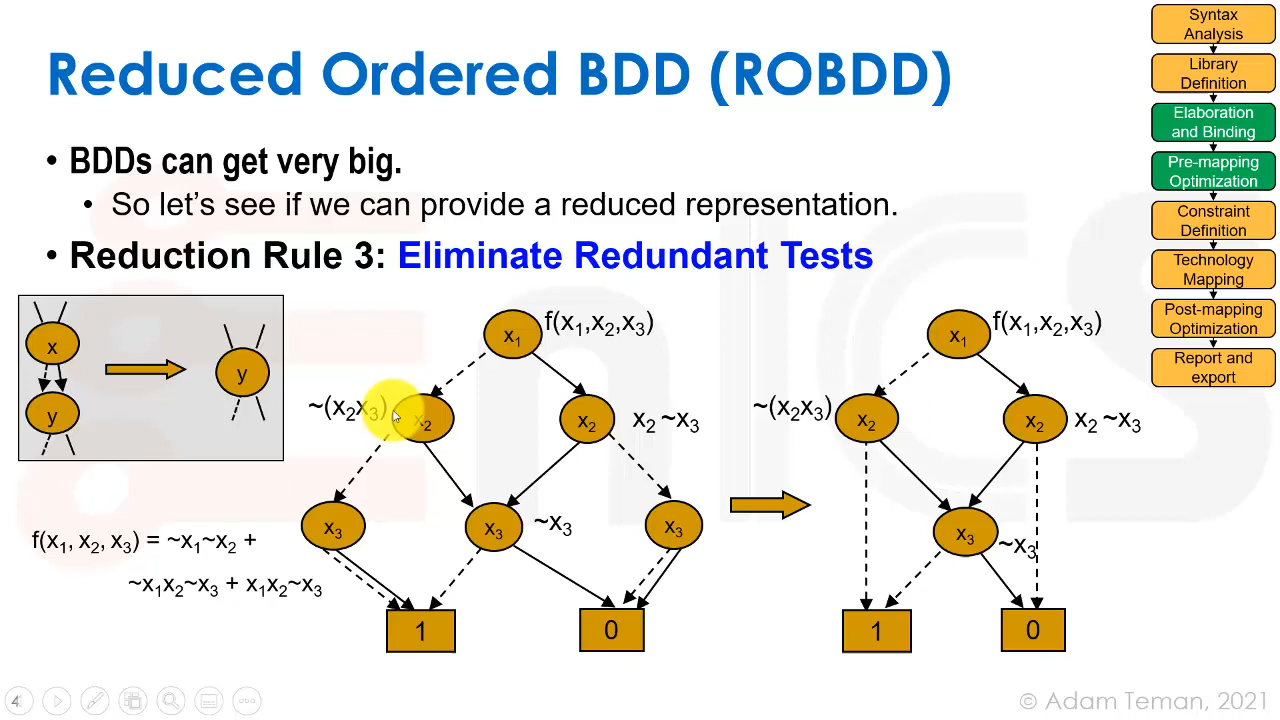 Reduced Ordered BDD (ROBDD)
• BDDs can get very big.
• So let's see if we can provide a reduced representation.
• Reduction Rule 3: Eliminate Redundant Tests
x
y
y
f(x₁, x₂, x₃) = ~x₁~x₂ +
~x₁x₂~x₃ + x₁x₂~x₃
f(x₁,x₂,x₃)
x₁
~(x₂x₃)
x₂
x₂
x₂ ~x₃
x₃
x₃
~x₃
x₃
1
0
f(x₁,x₂,x₃)
x₁
~(x₂x₃)
x₂
x₂
x₂ ~x₃
x₃
~x₃
1
0
Syntax
Analysis
Library
Definition
Elaboration
and Binding
Pre-mapping
Optimization
Constraint
Definition
Technology
Mapping
Post-mapping
Optimization
Report and
export
EnICS
4
© Adam Teman, 2021